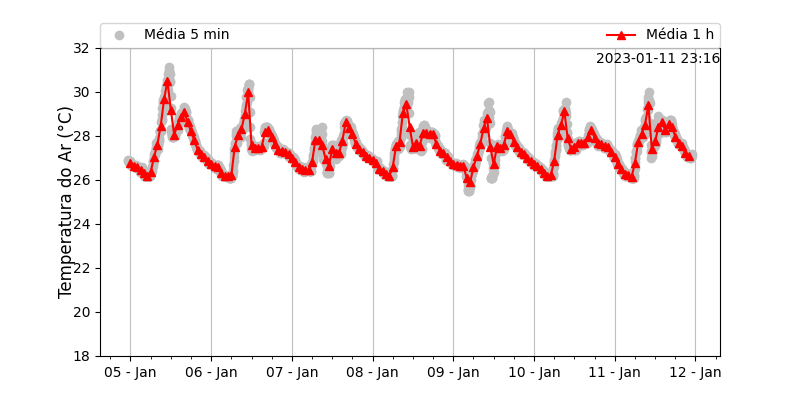 Média 5 min
Média 1 h
2023-01-11 23:16
Temperatura do Ar (°C)
32
30
28
26
24
22
20
18
05 - Jan
06 - Jan
07 - Jan
08 - Jan
09 - Jan
10 - Jan
11 - Jan
12 - Jan